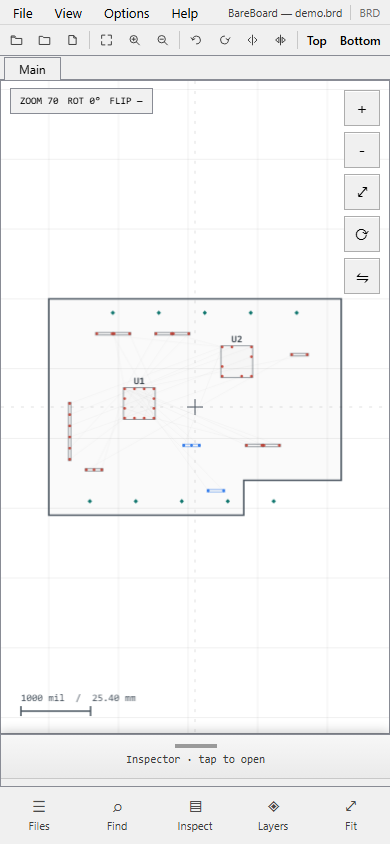 File View Options Help BareBoard — demo.brd BRD
Top Bottom
Main
ZOOM 70 ROT 0° FLIP —
+
-
U2
U1
1000 mil / 25.40 mm
Inspector · tap to open
Files Find Inspect Layers Fit